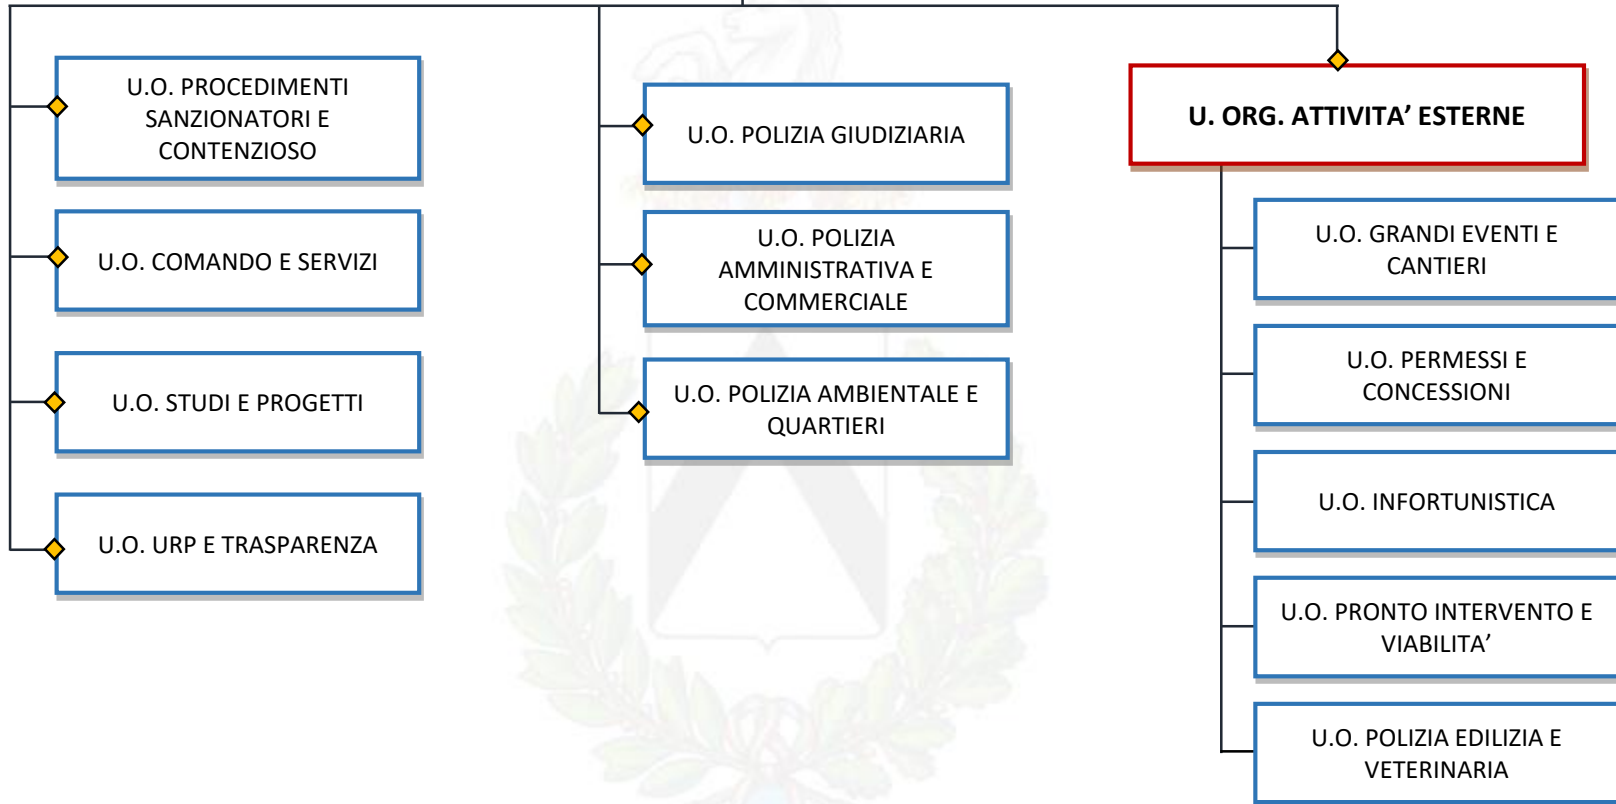 U.O. PROCEDIMENTI
SANZIONATORI E
CONTENZIOSO
U.O. COMANDO E SERVIZI
U.O. STUDI E PROGETTI
U.O. URP E TRASPARENZA
U.O. POLIZIA GIUDIZIARIA
U.O. POLIZIA
AMMINISTRATIVA E
COMMERCIALE
U.O. POLIZIA AMBIENTALE E
QUARTIERI
U. ORG. ATTIVITA’ ESTERNE
U.O. GRANDI EVENTI E
CANTIERI
U.O. PERMESSI E
CONCESSIONI
U.O. INFORTUNISTICA
U.O. PRONTO INTERVENTO E
VIABILITA’
U.O. POLIZIA EDILIZIA E
VETERINARIA